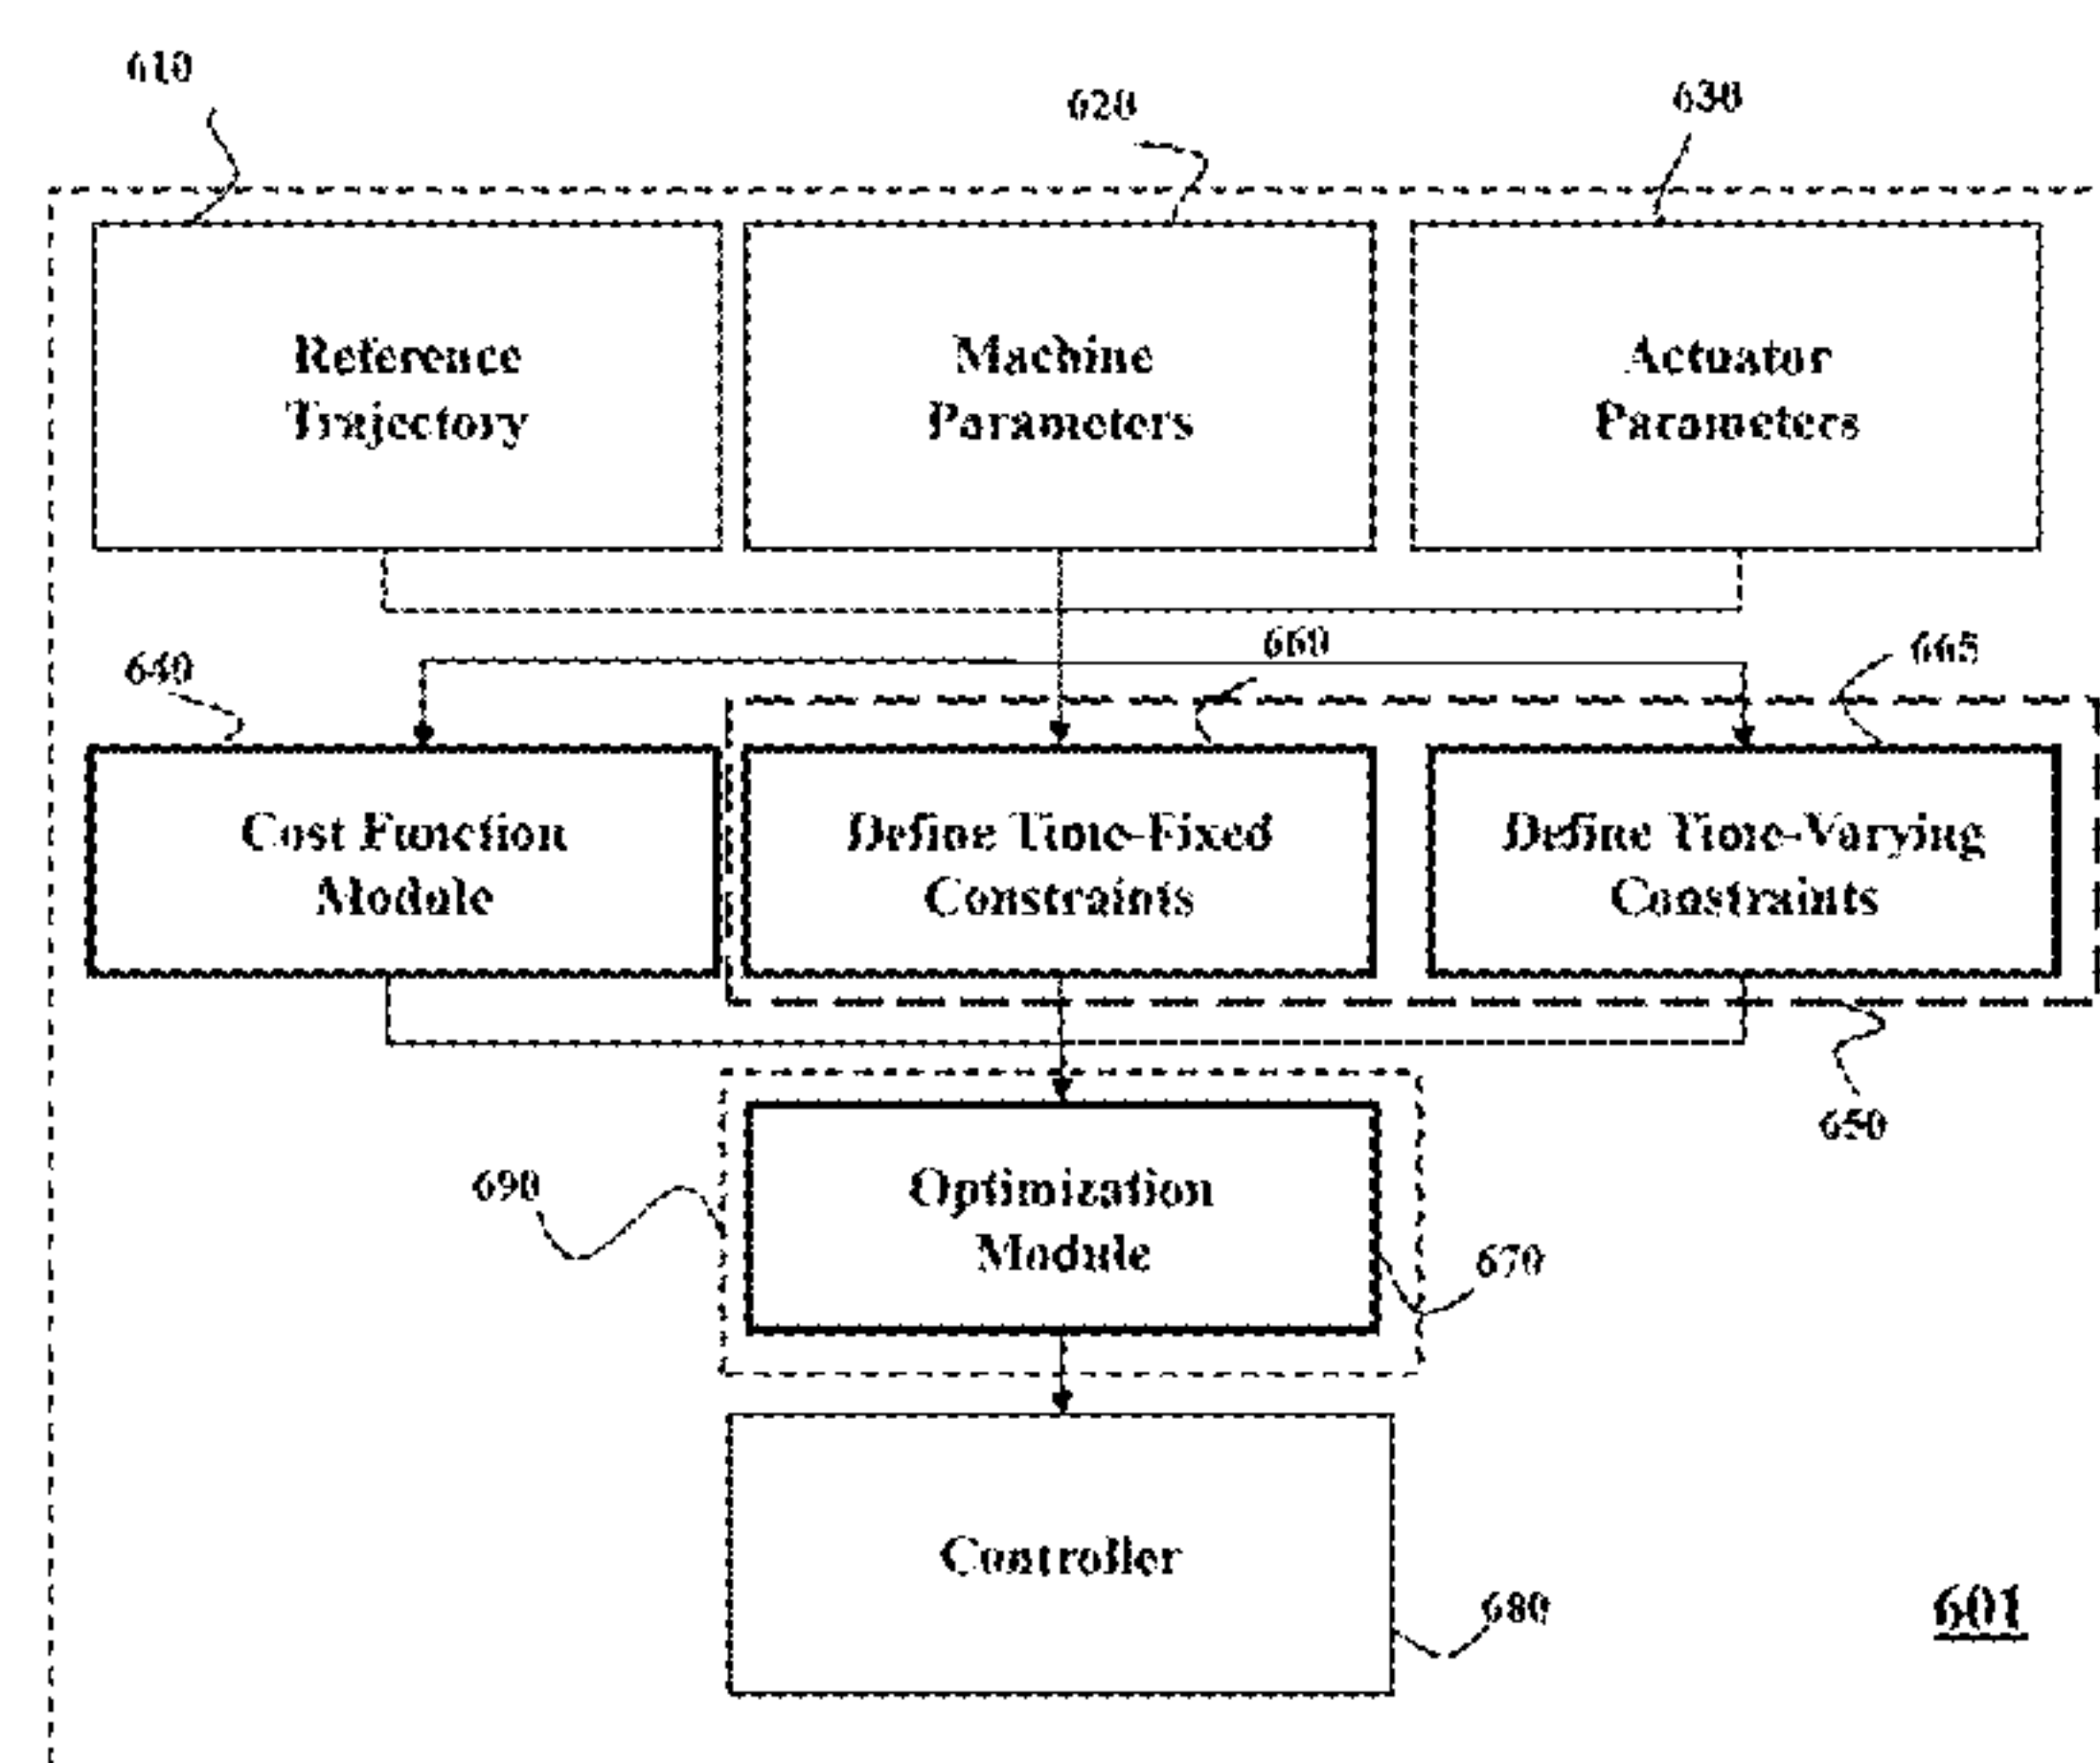 610
620
630
Reference
Trajectory
Machine
Parameters
Actuator
Parameters
640
660
665
Cost Function
Module
Define Time-Fixed
Constraints
Define Time-Varying
Constraints
650
690
Optimization
Module
670
Controller
680
601